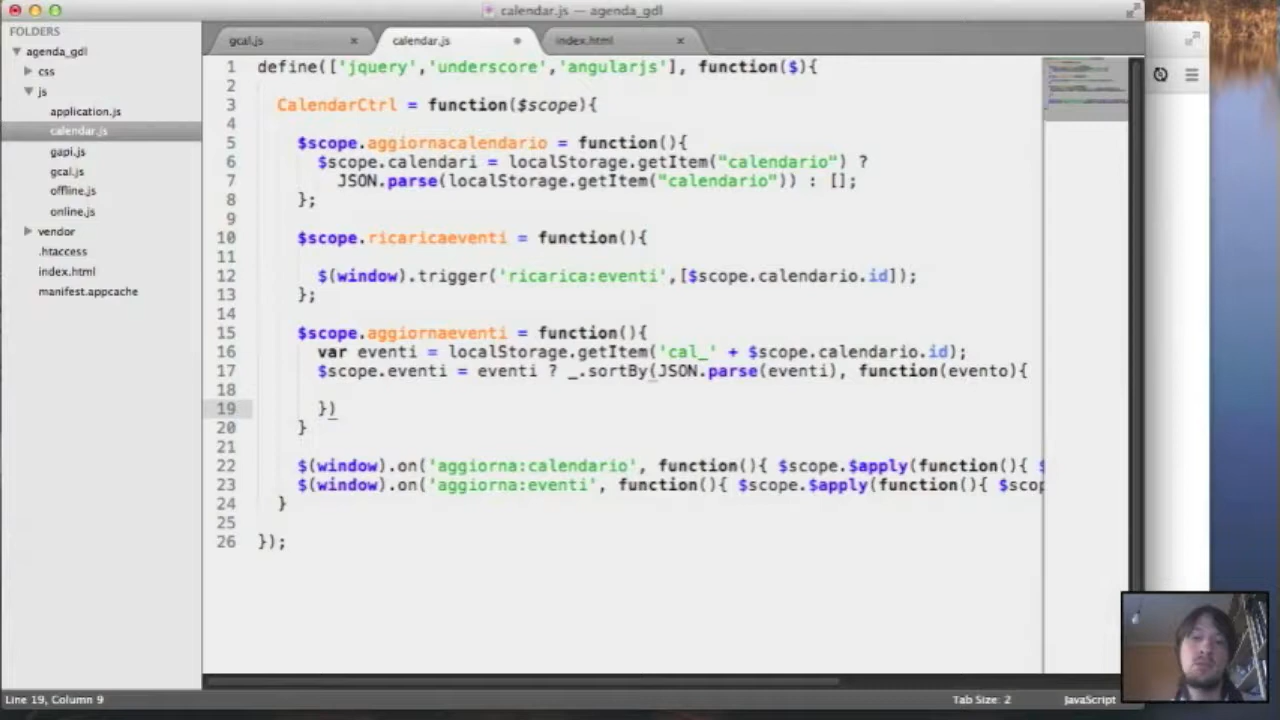 calendar.js — agenda_gdl
FOLDERS
agenda_gdl
css
js
application.js
calendar.js
gapi.js
gcal.js
offline.js
online.js
vendor
.htaccess
index.html
manifest.appcache
gcal.js
calendar.js
index.html
1 define(['jquery','underscore','angularjs'], function($){
2
3 CalendarCtrl = function($scope){
4
5 $scope.aggiornacalendario = function(){
6 $scope.calendari = localStorage.getItem("calendario") ?
7 JSON.parse(localStorage.getItem("calendario")) : [];
8 };
9
10 $scope.ricaricaeventi = function(){
11
12 $(window).trigger('ricarica:eventi',[$scope.calendario.id]);
13 };
14
15 $scope.aggiornaeventi = function(){
16 var eventi = localStorage.getItem('cal_' + $scope.calendario.id);
17 $scope.eventi = eventi ? _.sortBy(JSON.parse(eventi), function(evento){
18
19 })
20 }
21
22 $(window).on('aggiorna:calendario', function(){ $scope.$apply(function(){ $
23 $(window).on('aggiorna:eventi', function(){ $scope.$apply(function(){ $scop
24 }
25
26 });
Line 19, Column 9
Tab Size: 2
JavaScript